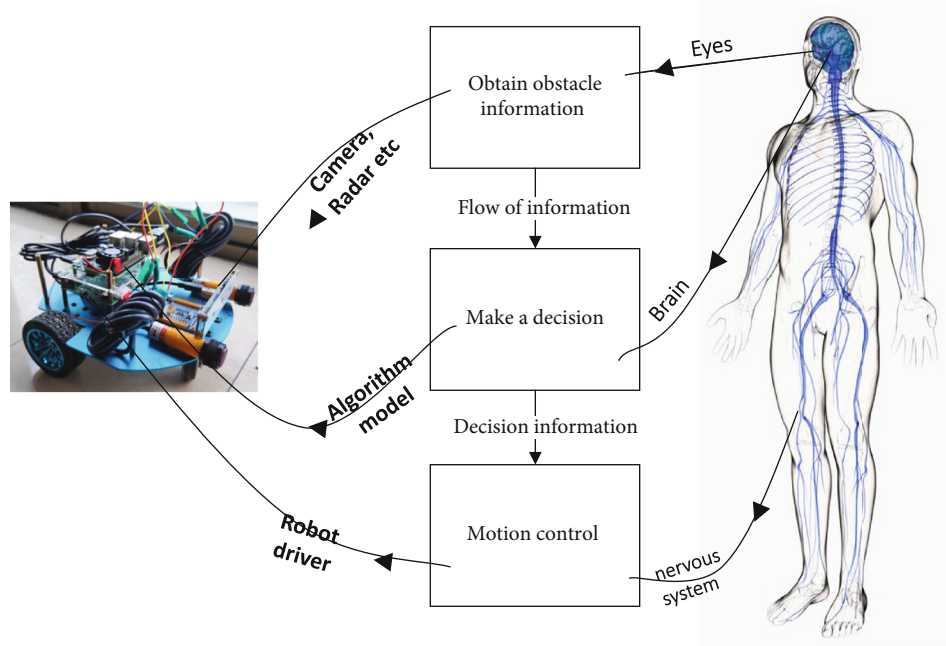 Eyes
Obtain obstacle
information
Camera,
Radar etc
Flow of information
Make a decision
Brain
Algorithm
model
Decision information
Motion control
Robot
driver
nervous
system